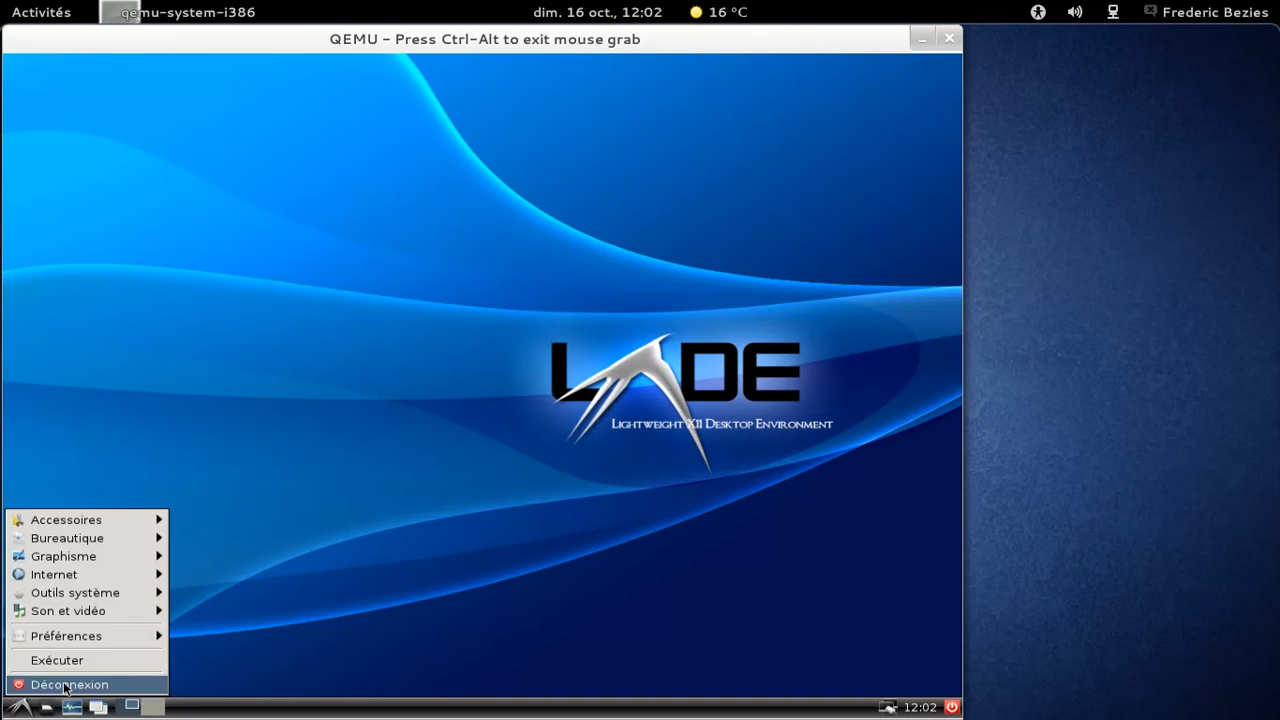 Activités
qemu-system-i386
dim. 16 oct., 12:02
16 °C
Frederic Bezies
QEMU - Press Ctrl-Alt to exit mouse grab
LXDE
Lightweight X11 Desktop Environment
Accessoires
Bureautique
Graphisme
Internet
Outils système
Son et vidéo
Préférences
Exécuter
Déconnexion
12:02